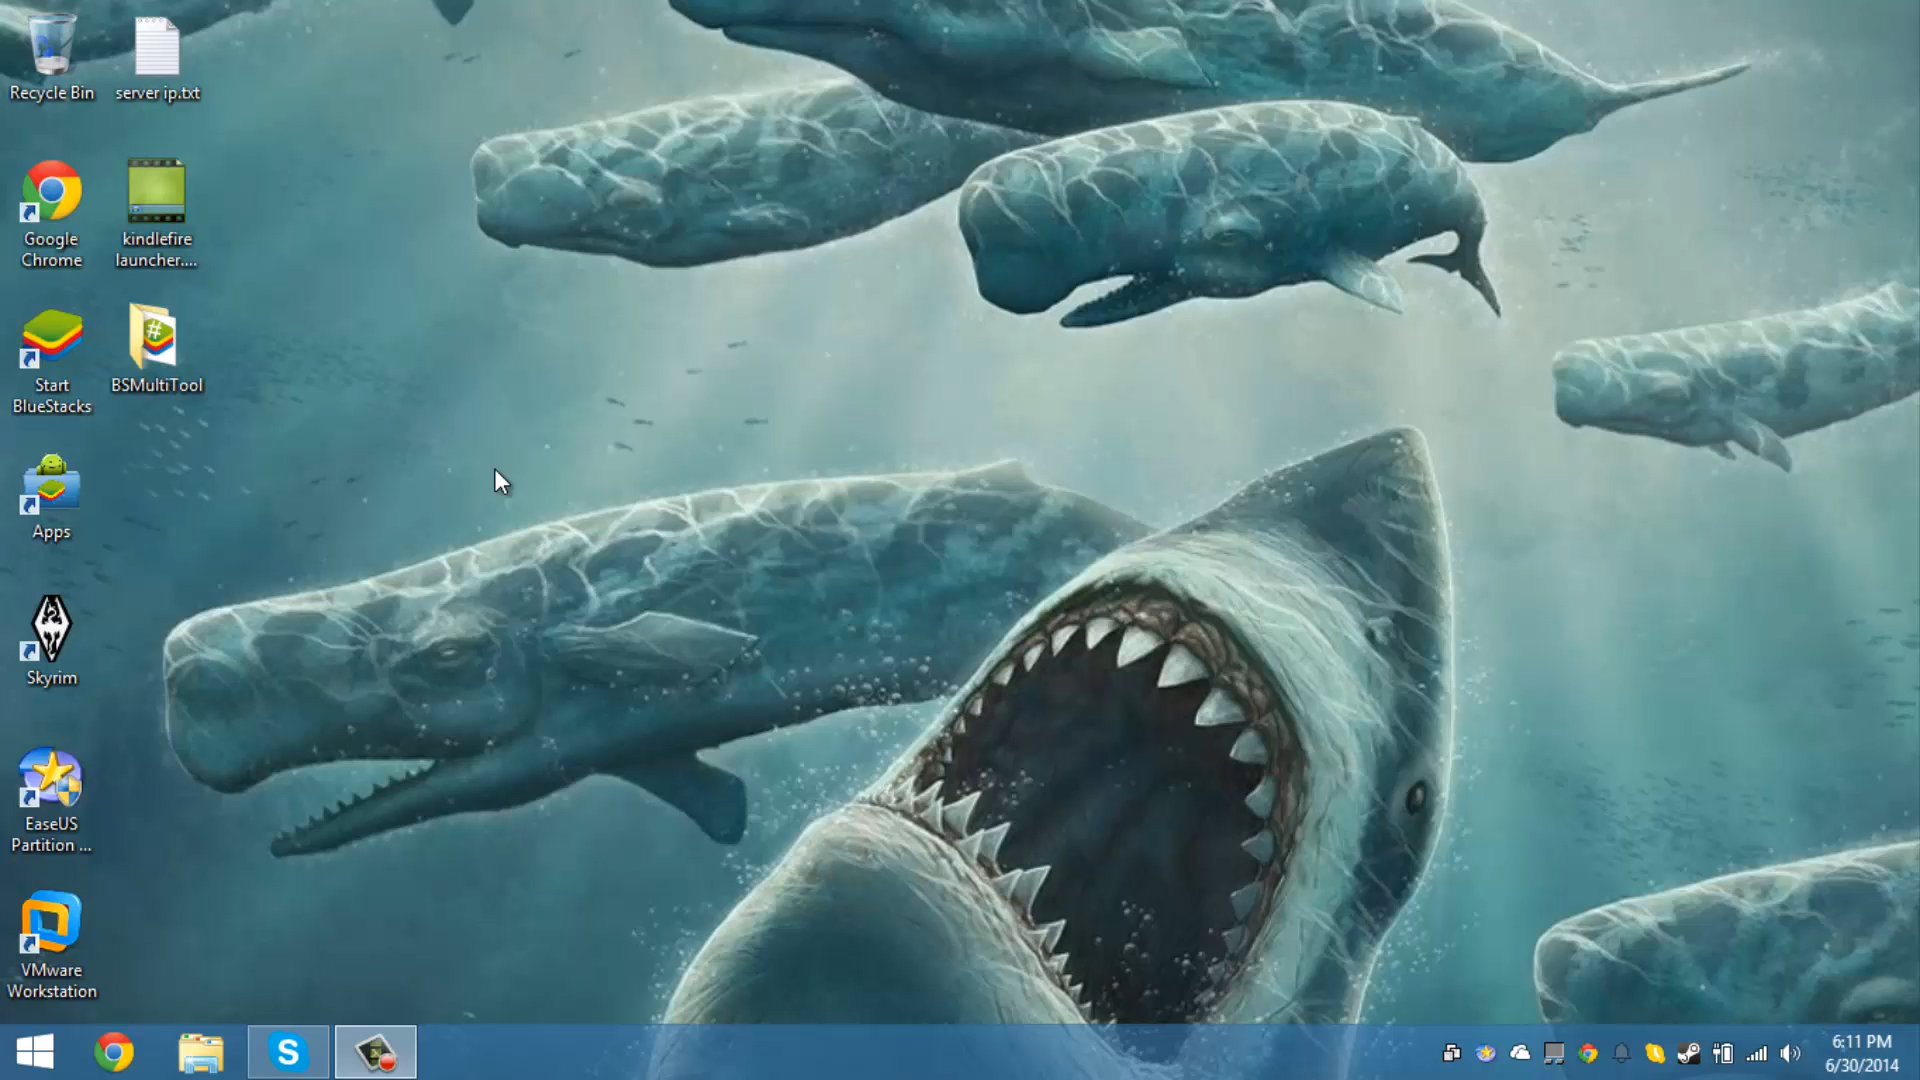 Recycle Bin
server ip.txt
Google
Chrome
kindlefire
launcher....
Start
BlueStacks
BSMultiTool
Apps
Skyrim
EaseUS
Partition ...
VMware
Workstation
6:11 PM
6/30/2014